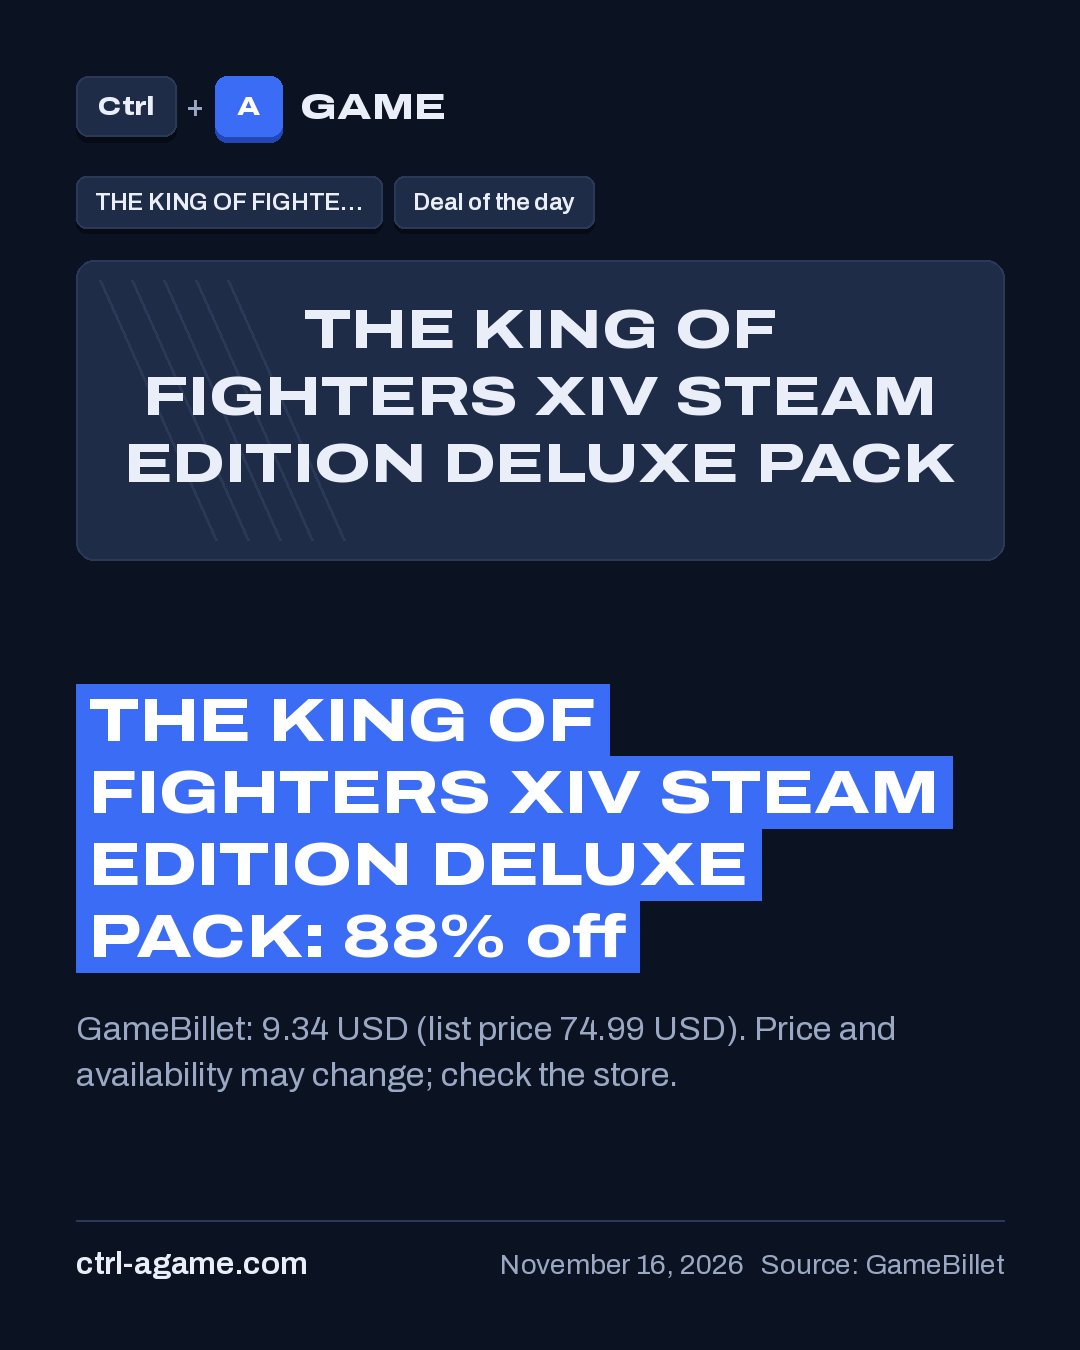 Ctrl + A GAME
THE KING OF FIGHTE... Deal of the day
THE KING OF
FIGHTERS XIV STEAM
EDITION DELUXE PACK
THE KING OF
FIGHTERS XIV STEAM
EDITION DELUXE
PACK: 88% off
GameBillet: 9.34 USD (list price 74.99 USD). Price and
availability may change; check the store.
ctrl-agame.com November 16, 2026 Source: GameBillet